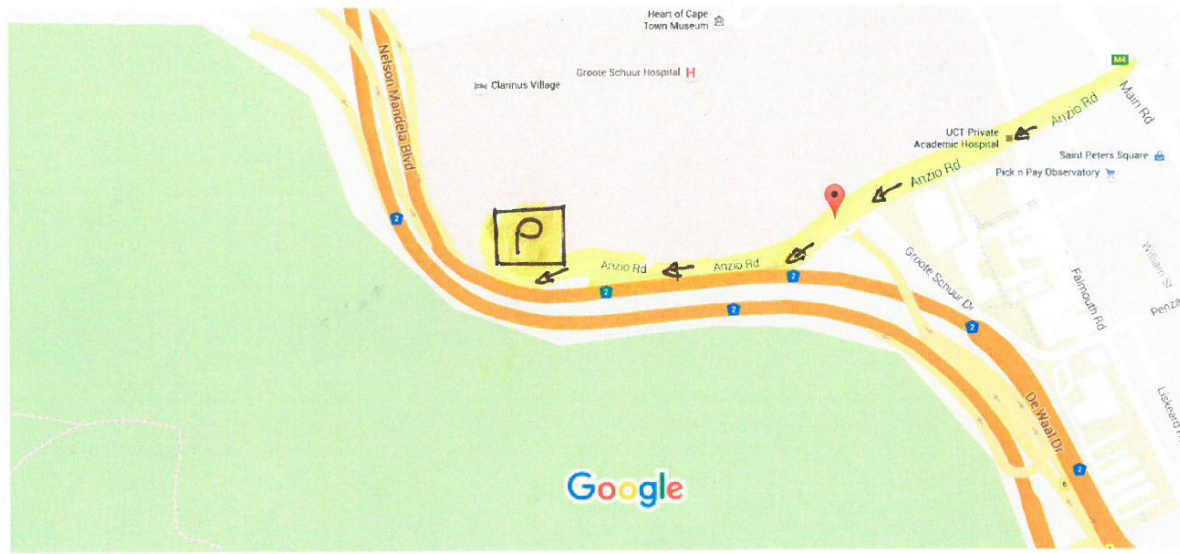 Heart of Cape
Town Museum
Groote Schuur Hospital H
Clarinus Village
Nelson Mandela Blvd
M4
Main Rd
Anzio Rd
UCT Private
Academic Hospital
Saint Peters Square
Pick n Pay Observatory
Anzio Rd
2
P
Anzio Rd
Anzio Rd
2
2
2
2
Groote Schuur Dr
Falmouth Rd
William St
De Waal Dr
2
6
Google